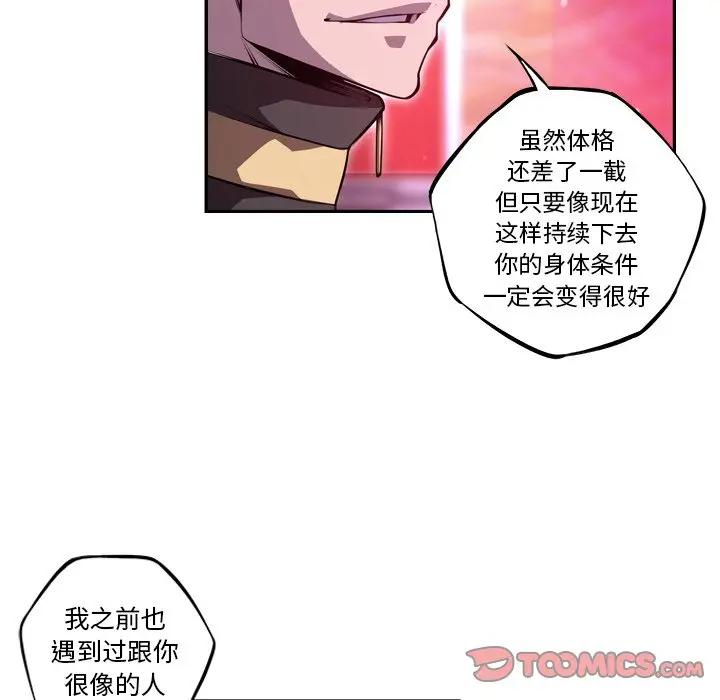 虽然体格
还差了一截
但只要像现在
这样持续下去
你的身体条件
一定会变得很好
我之前也
遇到过跟你
很像的人
TOOMICS.COM